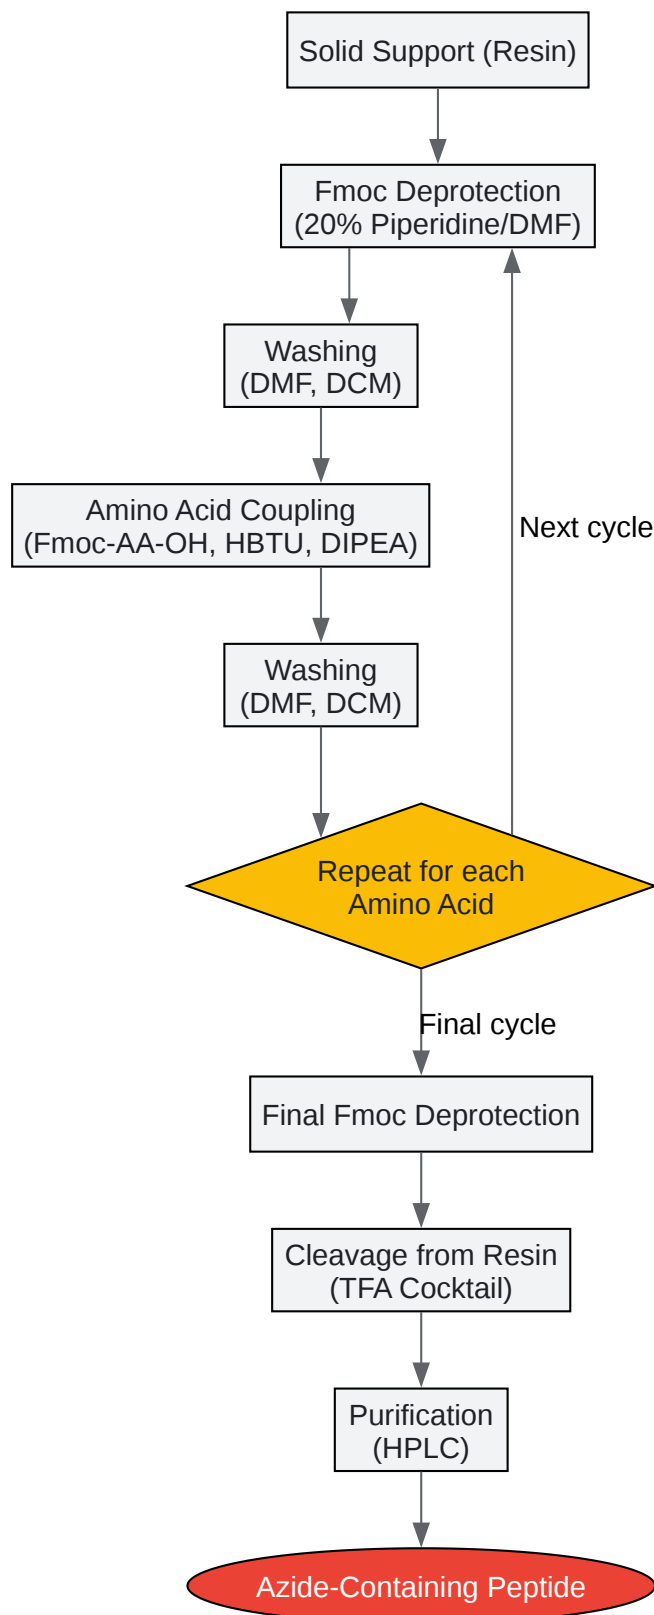 Solid Support (Resin)
Fmoc Deprotection
(20% Piperidine/DMF)
Washing
(DMF, DCM)
Amino Acid Coupling
(Fmoc-AA-OH, HBTU, DIPEA)
Next cycle
Washing
(DMF, DCM)
Repeat for each
Amino Acid
Final cycle
Final Fmoc Deprotection
Cleavage from Resin
(TFA Cocktail)
Purification
(HPLC)
Azide-Containing Peptide